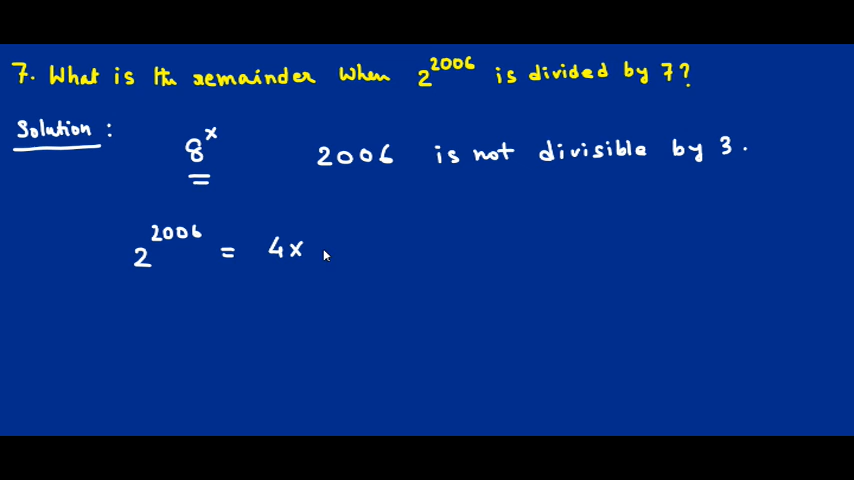 7. What is the remainder when 2^2006 is divided by 7?
Solution :
8^x 2006 is not divisible by 3.
2^2006 = 4x